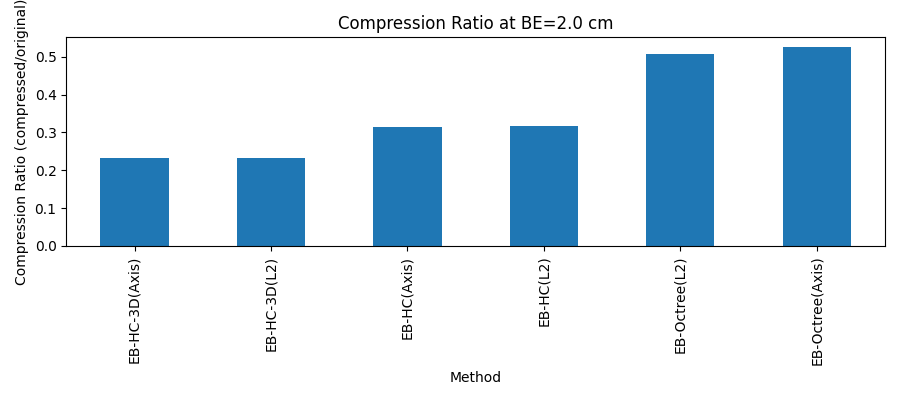 Compression Ratio at BE=2.0 cm
Compression Ratio (compressed/original)
0.5
0.4
0.3
0.2
0.1
0.0
EB-HC-3D(Axis)
EB-HC-3D(L2)
EB-HC(Axis)
EB-HC(L2)
EB-Octree(L2)
EB-Octree(Axis)
Method